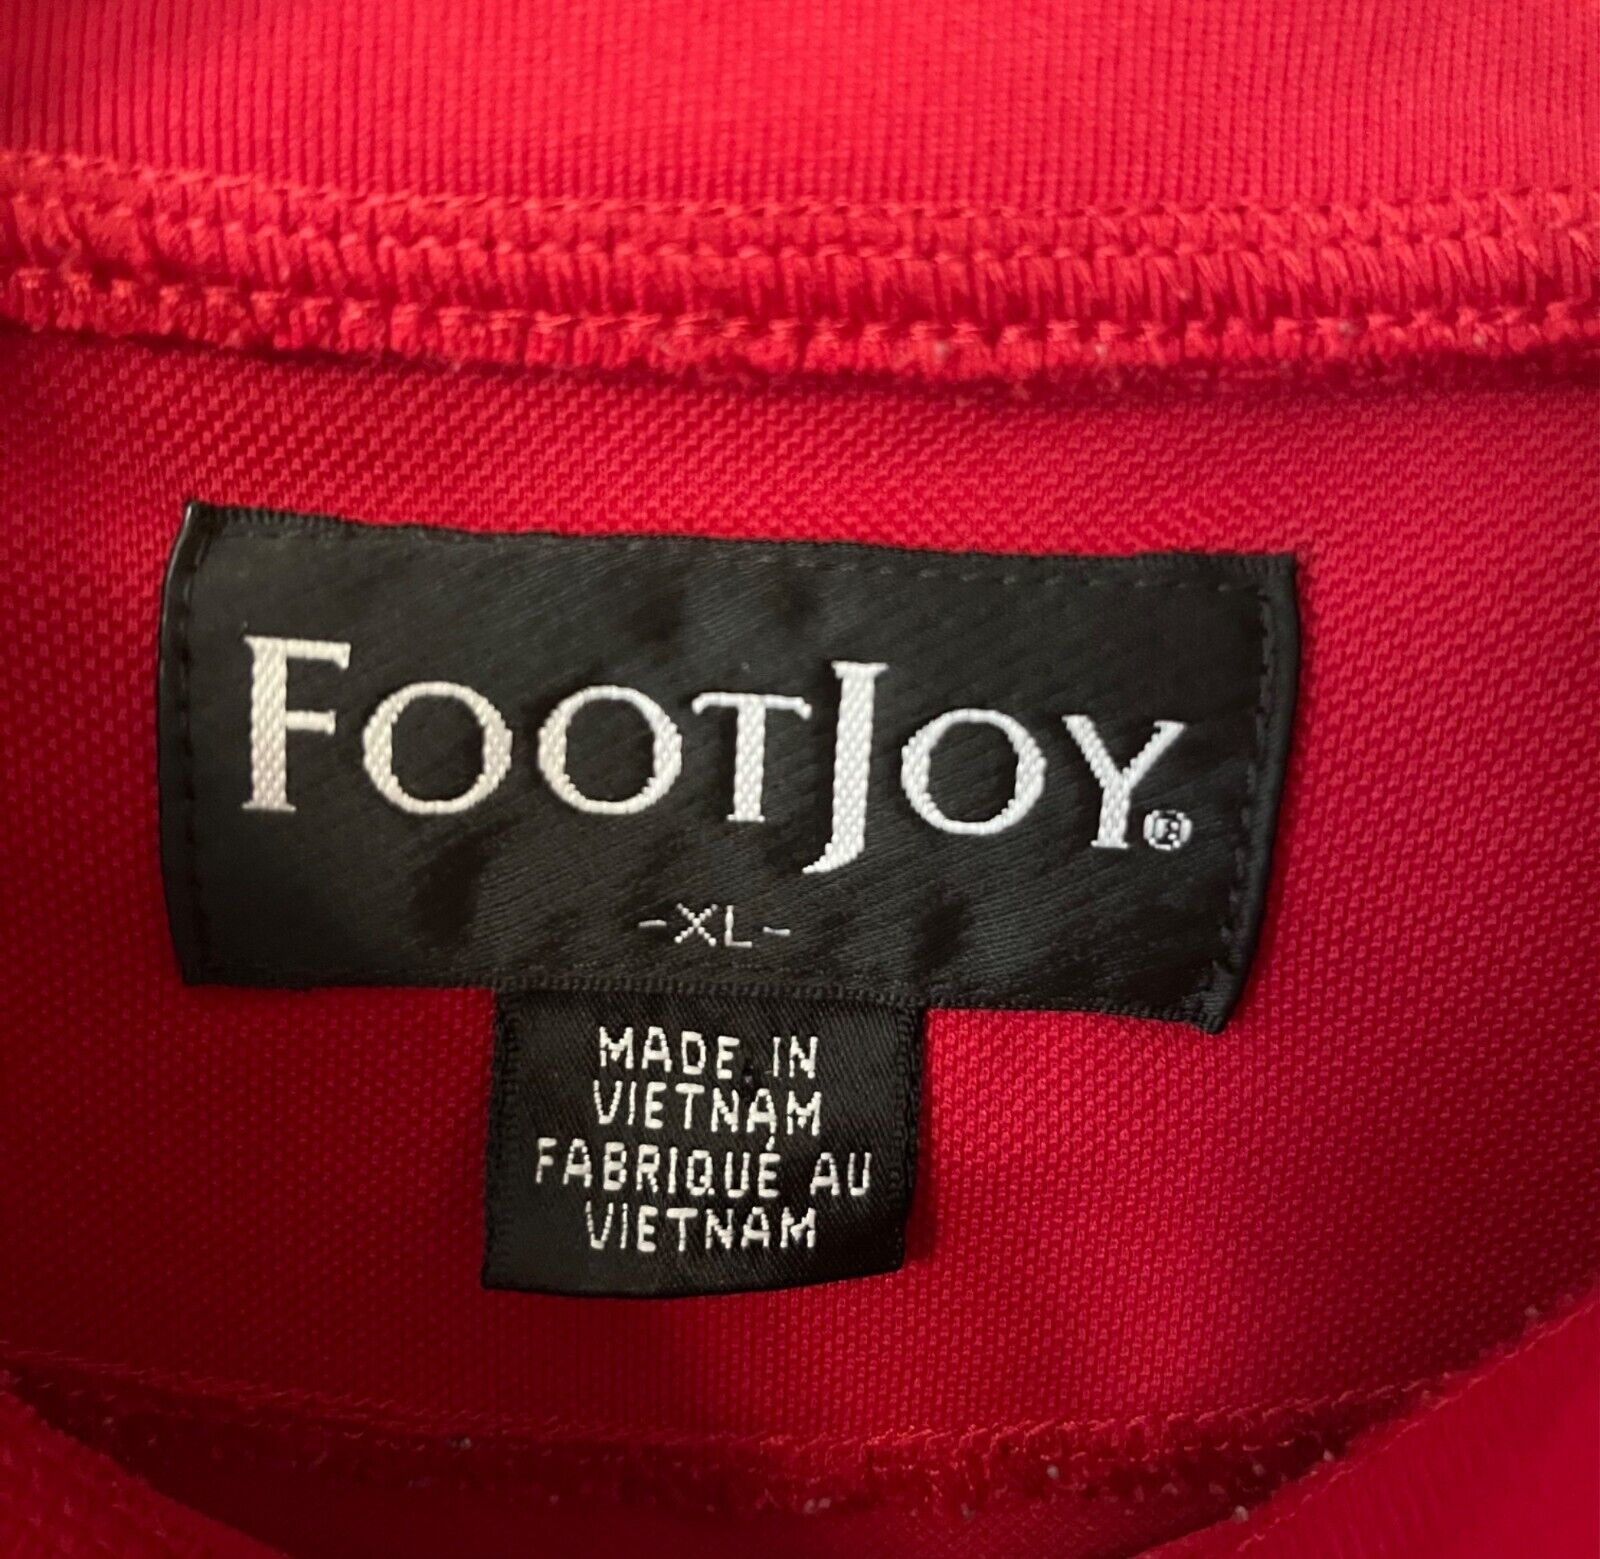 FOOTJOY®
-XL-
MADE IN
VIETNAM
FABRIQUÉ AU
VIETNAM